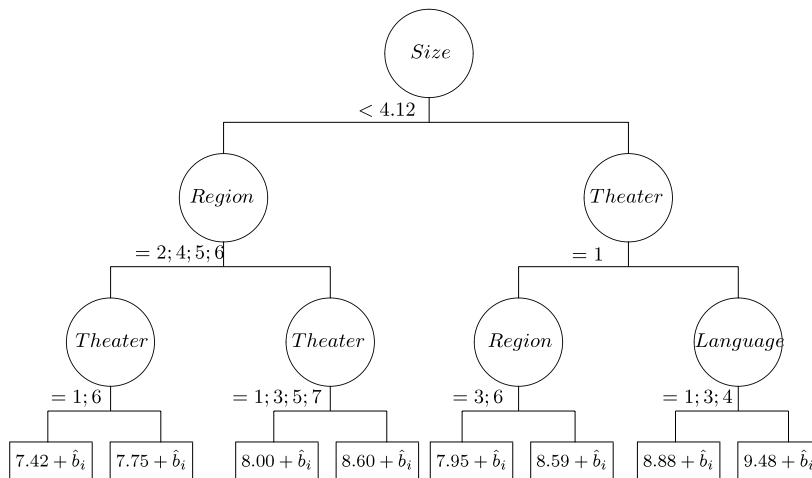 Size
< 4.12
Region
Theater
= 2; 4; 5; 6
= 1
Theater
Theater
Region
Language
= 1; 6
= 1; 3; 5; 7
= 3; 6
= 1; 3; 4
7.42 + b̂ᵢ
7.75 + b̂ᵢ
8.00 + b̂ᵢ
8.60 + b̂ᵢ
7.95 + b̂ᵢ
8.59 + b̂ᵢ
8.88 + b̂ᵢ
9.48 + b̂ᵢ